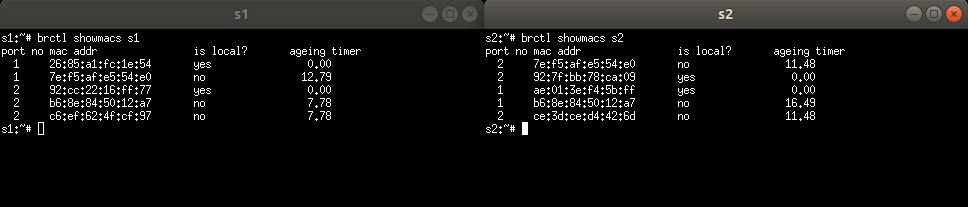 s1
s1:~# brctl showmacs s1
port no mac addr is local? ageing timer
1 26:85:a1:fc:1e:54 yes 0.00
1 7e:f5:af:e5:54:e0 no 12.79
2 92:cc:22:16:ff:77 yes 0.00
2 b6:8e:84:50:12:a7 no 7.78
2 c6:ef:62:4f:cf:97 no 7.78
s1:~#
s2
s2:~# brctl showmacs s2
port no mac addr is local? ageing timer
2 7e:f5:af:e5:54:e0 no 11.48
2 92:7f:bb:78:ca:09 yes 0.00
1 ae:01:3e:f4:5b:ff yes 0.00
1 b6:8e:84:50:12:a7 no 16.49
2 ce:3d:ce:d4:42:6d no 11.48
s2:~#